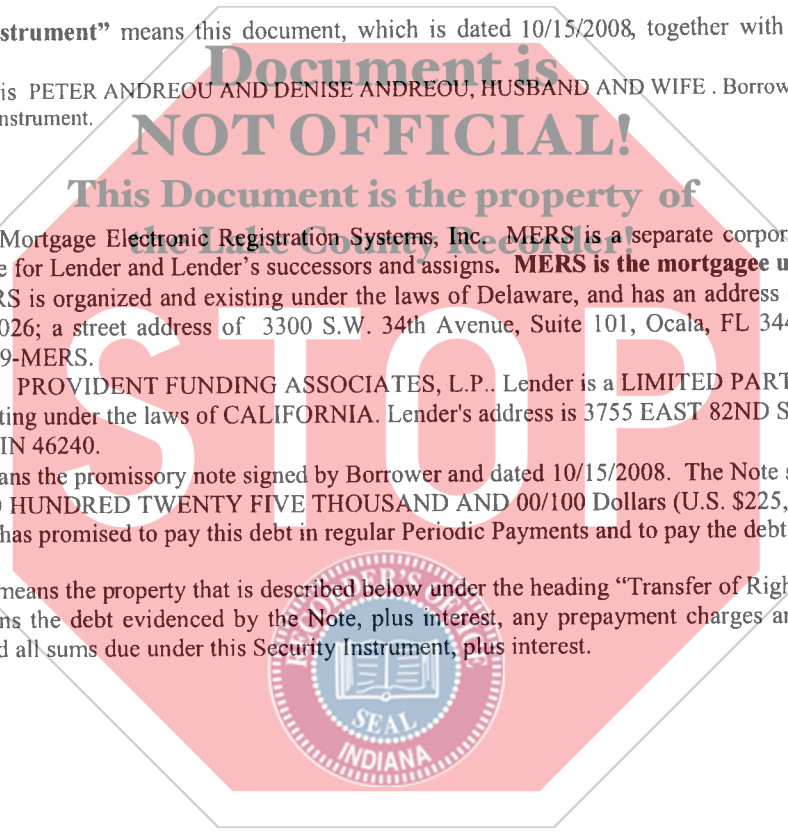 strument” means this document, which is dated 10/15/2008, together with
Document is
is PETER ANDREOU AND DENISE ANDREOU, HUSBAND AND WIFE . Borrow
nstrument.
NOT OFFICIAL!
This Document is the property of
the Lake County Recorder!
Mortgage Electronic Registration Systems, Inc. MERS is a separate corpor
e for Lender and Lender’s successors and assigns. MERS is the mortgagee u
RS is organized and existing under the laws of Delaware, and has an address
026; a street address of 3300 S.W. 34th Avenue, Suite 101, Ocala, FL 344
9-MERS.
PROVIDENT FUNDING ASSOCIATES, L.P.. Lender is a LIMITED PART
ting under the laws of CALIFORNIA. Lender's address is 3755 EAST 82ND S
IN 46240.
STOP
ans the promissory note signed by Borrower and dated 10/15/2008. The Note s
O HUNDRED TWENTY FIVE THOUSAND AND 00/100 Dollars (U.S. $225,
has promised to pay this debt in regular Periodic Payments and to pay the debt
means the property that is described below under the heading “Transfer of Righ
ns the debt evidenced by the Note, plus interest, any prepayment charges an
d all sums due under this Security Instrument, plus interest.
RECORDER'S OFFICE
SEAL
INDIANA